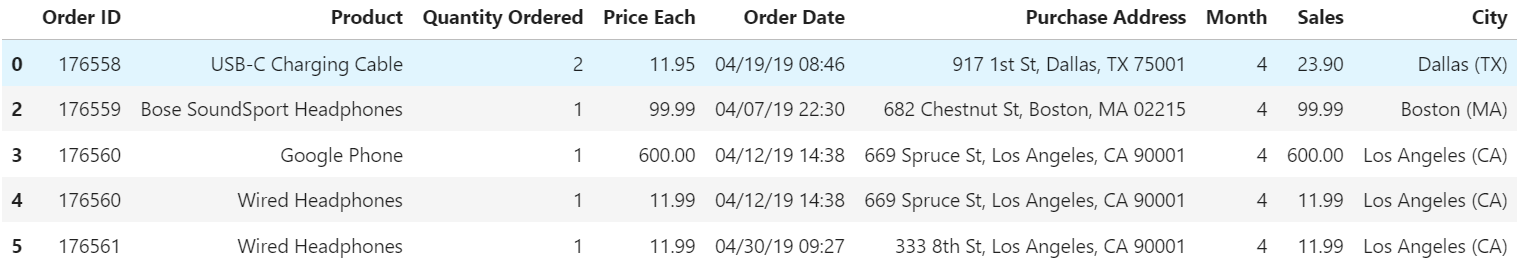 Order ID Product Quantity Ordered Price Each Order Date Purchase Address Month Sales City
0 176558 USB-C Charging Cable 2 11.95 04/19/19 08:46 917 1st St, Dallas, TX 75001 4 23.90 Dallas (TX)
2 176559 Bose SoundSport Headphones 1 99.99 04/07/19 22:30 682 Chestnut St, Boston, MA 02215 4 99.99 Boston (MA)
3 176560 Google Phone 1 600.00 04/12/19 14:38 669 Spruce St, Los Angeles, CA 90001 4 600.00 Los Angeles (CA)
4 176560 Wired Headphones 1 11.99 04/12/19 14:38 669 Spruce St, Los Angeles, CA 90001 4 11.99 Los Angeles (CA)
5 176561 Wired Headphones 1 11.99 04/30/19 09:27 333 8th St, Los Angeles, CA 90001 4 11.99 Los Angeles (CA)